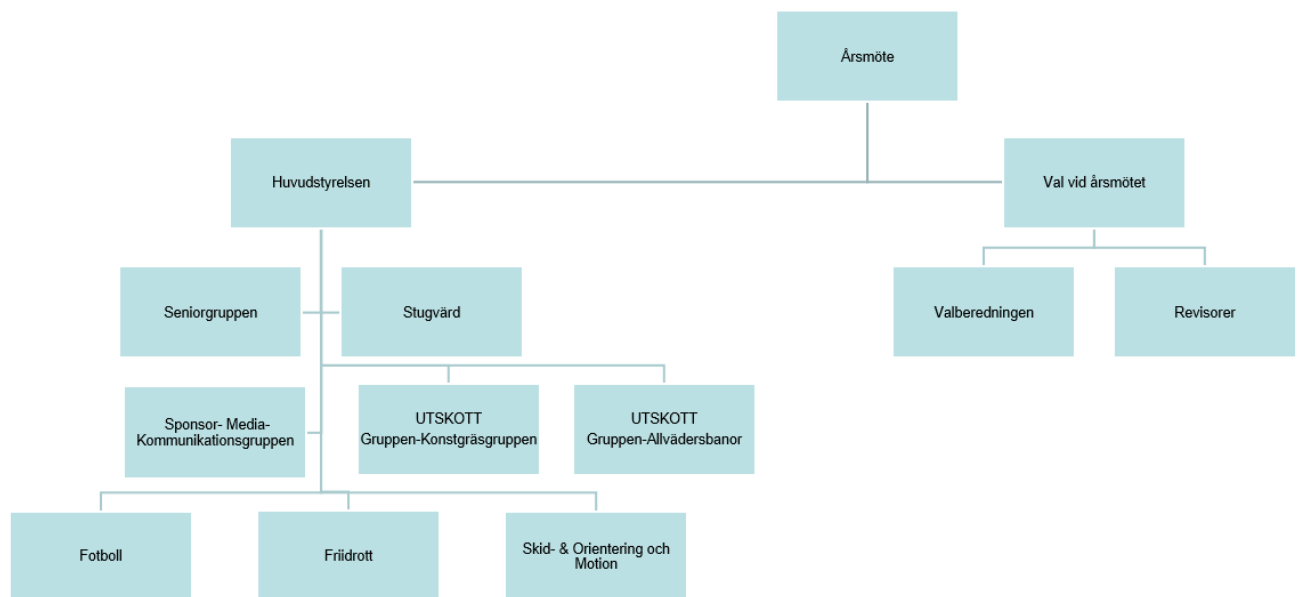 Årsmöte
Huvudstyrelsen
Val vid årsmötet
Seniorgruppen
Stugvärd
Valberedningen
Revisorer
Sponsor- Media-
Kommunikationsgruppen
UTSKOTT
Gruppen-Konstgräsgruppen
UTSKOTT
Gruppen-Allvädersbanor
Fotboll
Friidrott
Skid- & Orientering och
Motion